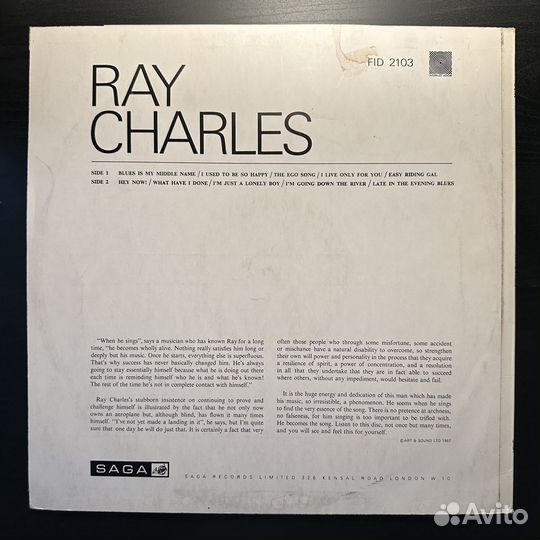 FID 2103
RAY
CHARLES
SIDE 1 BLUES IS MY MIDDLE NAME / I USED TO BE SO HAPPY / THE EGO SONG / I LIVE ONLY FOR YOU / EASY RIDING GAL
SIDE 2 HEY NOW! / WHAT HAVE I DONE / I'M JUST A LONELY BOY / I'M GOING DOWN THE RIVER / LATE IN THE EVENING BLUES
"When he sings", says a musician who has known Ray for a long
time, "he becomes wholly alive. Nothing really satisfies him long or
deeply but his music. Once he starts, everything else is superfluous.
That's why success has never basically changed him. He's always
going to stay essentially himself because what he is doing out there
each time is reminding himself who he is and what he's known!
The rest of the time he's not in complete contact with himself."
Ray Charles's stubborn insistence on continuing to prove and
challenge himself is illustrated by the fact that he not only now
owns an aeroplane but, although blind, has flown it many times
himself. "I've not yet made a landing in it", he says, but I'm quite
sure that one day he will do just that. It is certainly a fact that very
often those people who through some misfortune, some accident
or mischance have a natural disability to overcome, so strengthen
their own will power and personality in the process that they acquire
a resilience of spirit, a power of concentration, and a resolution
in all that they undertake that they are in fact able to succeed
where others, without any impediment, would hesitate and fail.
It is the huge energy and dedication of this man which has made
his music, so irresistible, a phenomenon. He seems when he sings
to find the very essence of the song. There is no pretence at archness,
no falseness, for him singing is too important to be trifled with.
He becomes the song. Listen to this disc, not once but many times,
and you will see and feel this for yourself.
©ART & SOUND LTD 1967
SAGA
SAGA RECORDS LIMITED 326 KENSAL ROAD LONDON W.10
Avito